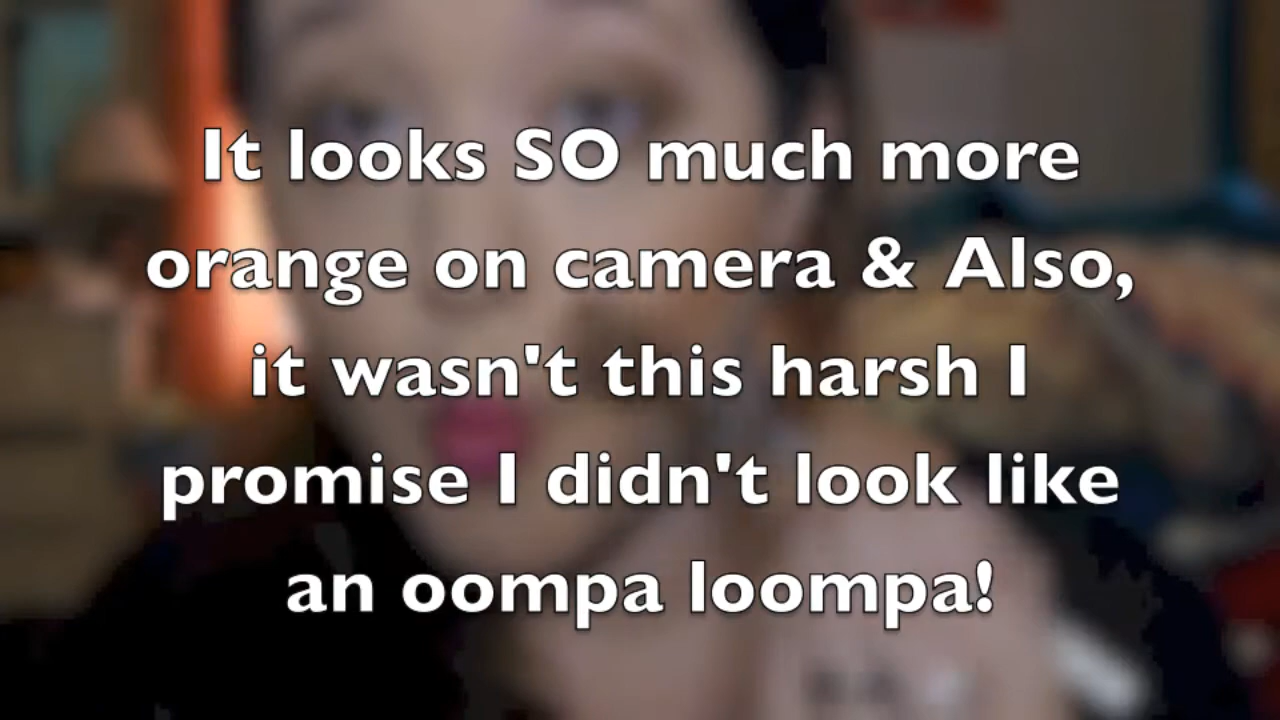 It looks SO much more
orange on camera & Also,
it wasn't this harsh I
promise I didn't look like
an oompa loompa!